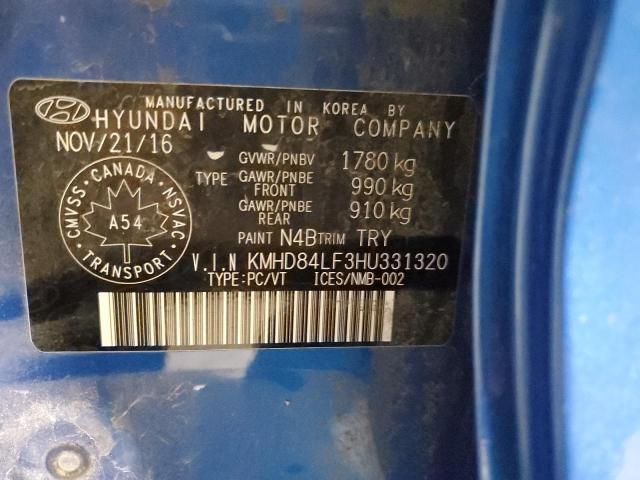 MANUFACTURED IN KOREA BY
HYUNDAI MOTOR COMPANY
NOV/21/16
GVWR/PNBV 1780 kg
TYPE GAWR/PNBE FRONT 990 kg
GAWR/PNBE REAR 910 kg
CMVSS · CANADA · NSVAC
A54
TRANSPORT
PAINT N4B TRIM TRY
V.I.N KMHD84LF3HU331320
TYPE:PC/VT ICES/NMB-002